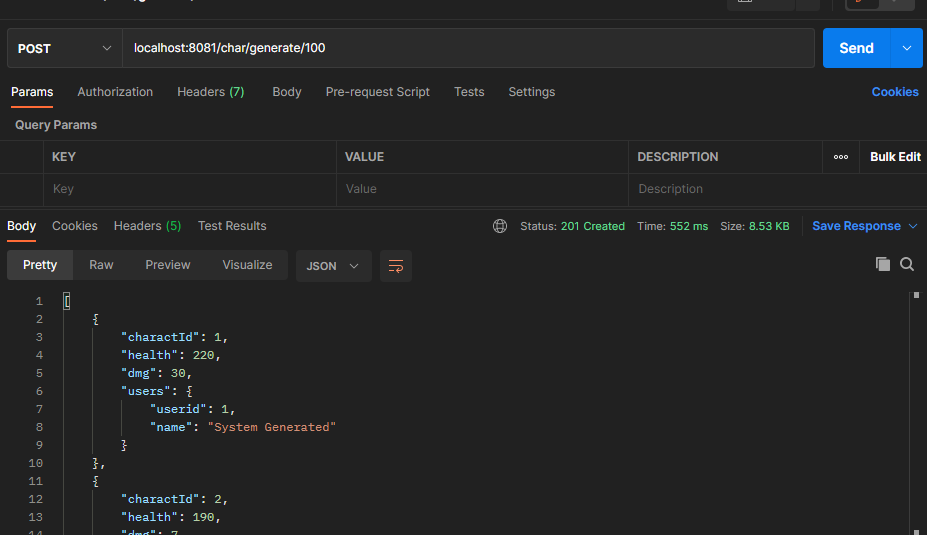 POST localhost:8081/char/generate/100 Send
Params Authorization Headers (7) Body Pre-request Script Tests Settings Cookies
Query Params
KEY VALUE DESCRIPTION ooo Bulk Edit
Key Value Description
Body Cookies Headers (5) Test Results Status: 201 Created Time: 552 ms Size: 8.53 KB Save Response
Pretty Raw Preview Visualize JSON
1 [
2 {
3 "charactId": 1,
4 "health": 220,
5 "dmg": 30,
6 "users": {
7 "userid": 1,
8 "name": "System Generated"
9 }
10 },
11 {
12 "charactId": 2,
13 "health": 190,
14 "dmg": 7,